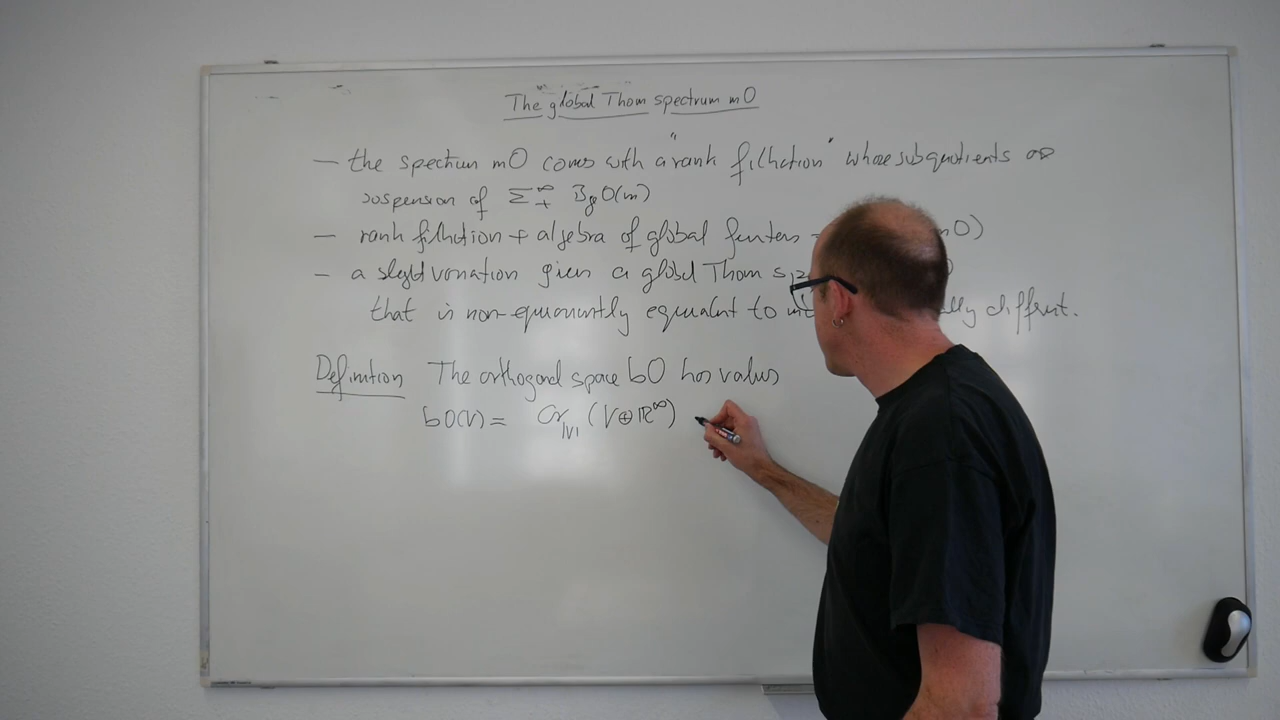 The global Thom spectrum mO
— the spectrum mO comes with a "rank filtration" whose subquotients are
suspension of Σ^∞_+ B_gl O(m)
— rank filtration + algebra of global functors mO)
— a slight variation gives a global Thom
that is non-equivariantly equivalent to differnt.
Definition The orthogonal space bO has values
bO(V) = Gr_|V| (V⊕ℝ^∞)